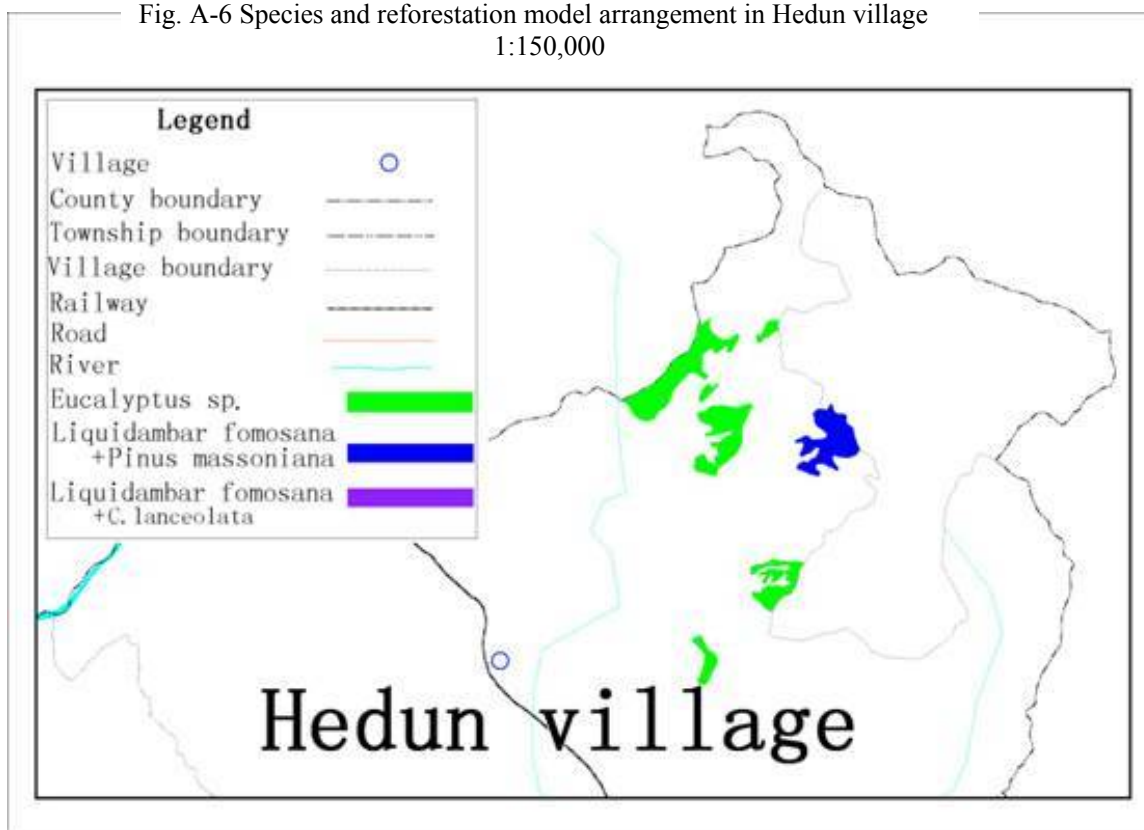 Fig. A-6 Species and reforestation model arrangement in Hedun village
1:150,000
Legend
Village
County boundary
Township boundary
Village boundary
Railway
Road
River
Eucalyptus sp.
Liquidambar fomosana
+Pinus massoniana
Liquidambar fomosana
+C. lanceolata
Hedun village